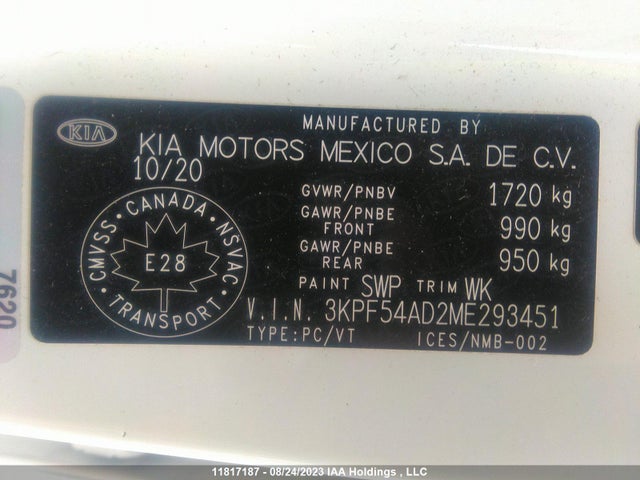 MANUFACTURED BY
KIA
KIA MOTORS MEXICO S.A. DE C.V.
10/20
GVWR/PNBV 1720 kg
GAWR/PNBE FRONT 990 kg
GAWR/PNBE REAR 950 kg
CMVSS · CANADA · NSVAC · TRANSPORT ·
E28
PAINT SWP TRIM WK
V.I.N. 3KPF54AD2ME293451
TYPE:PC/VT ICES/NMB-002
7620
11817187 - 08/24/2023 IAA Holdings , LLC